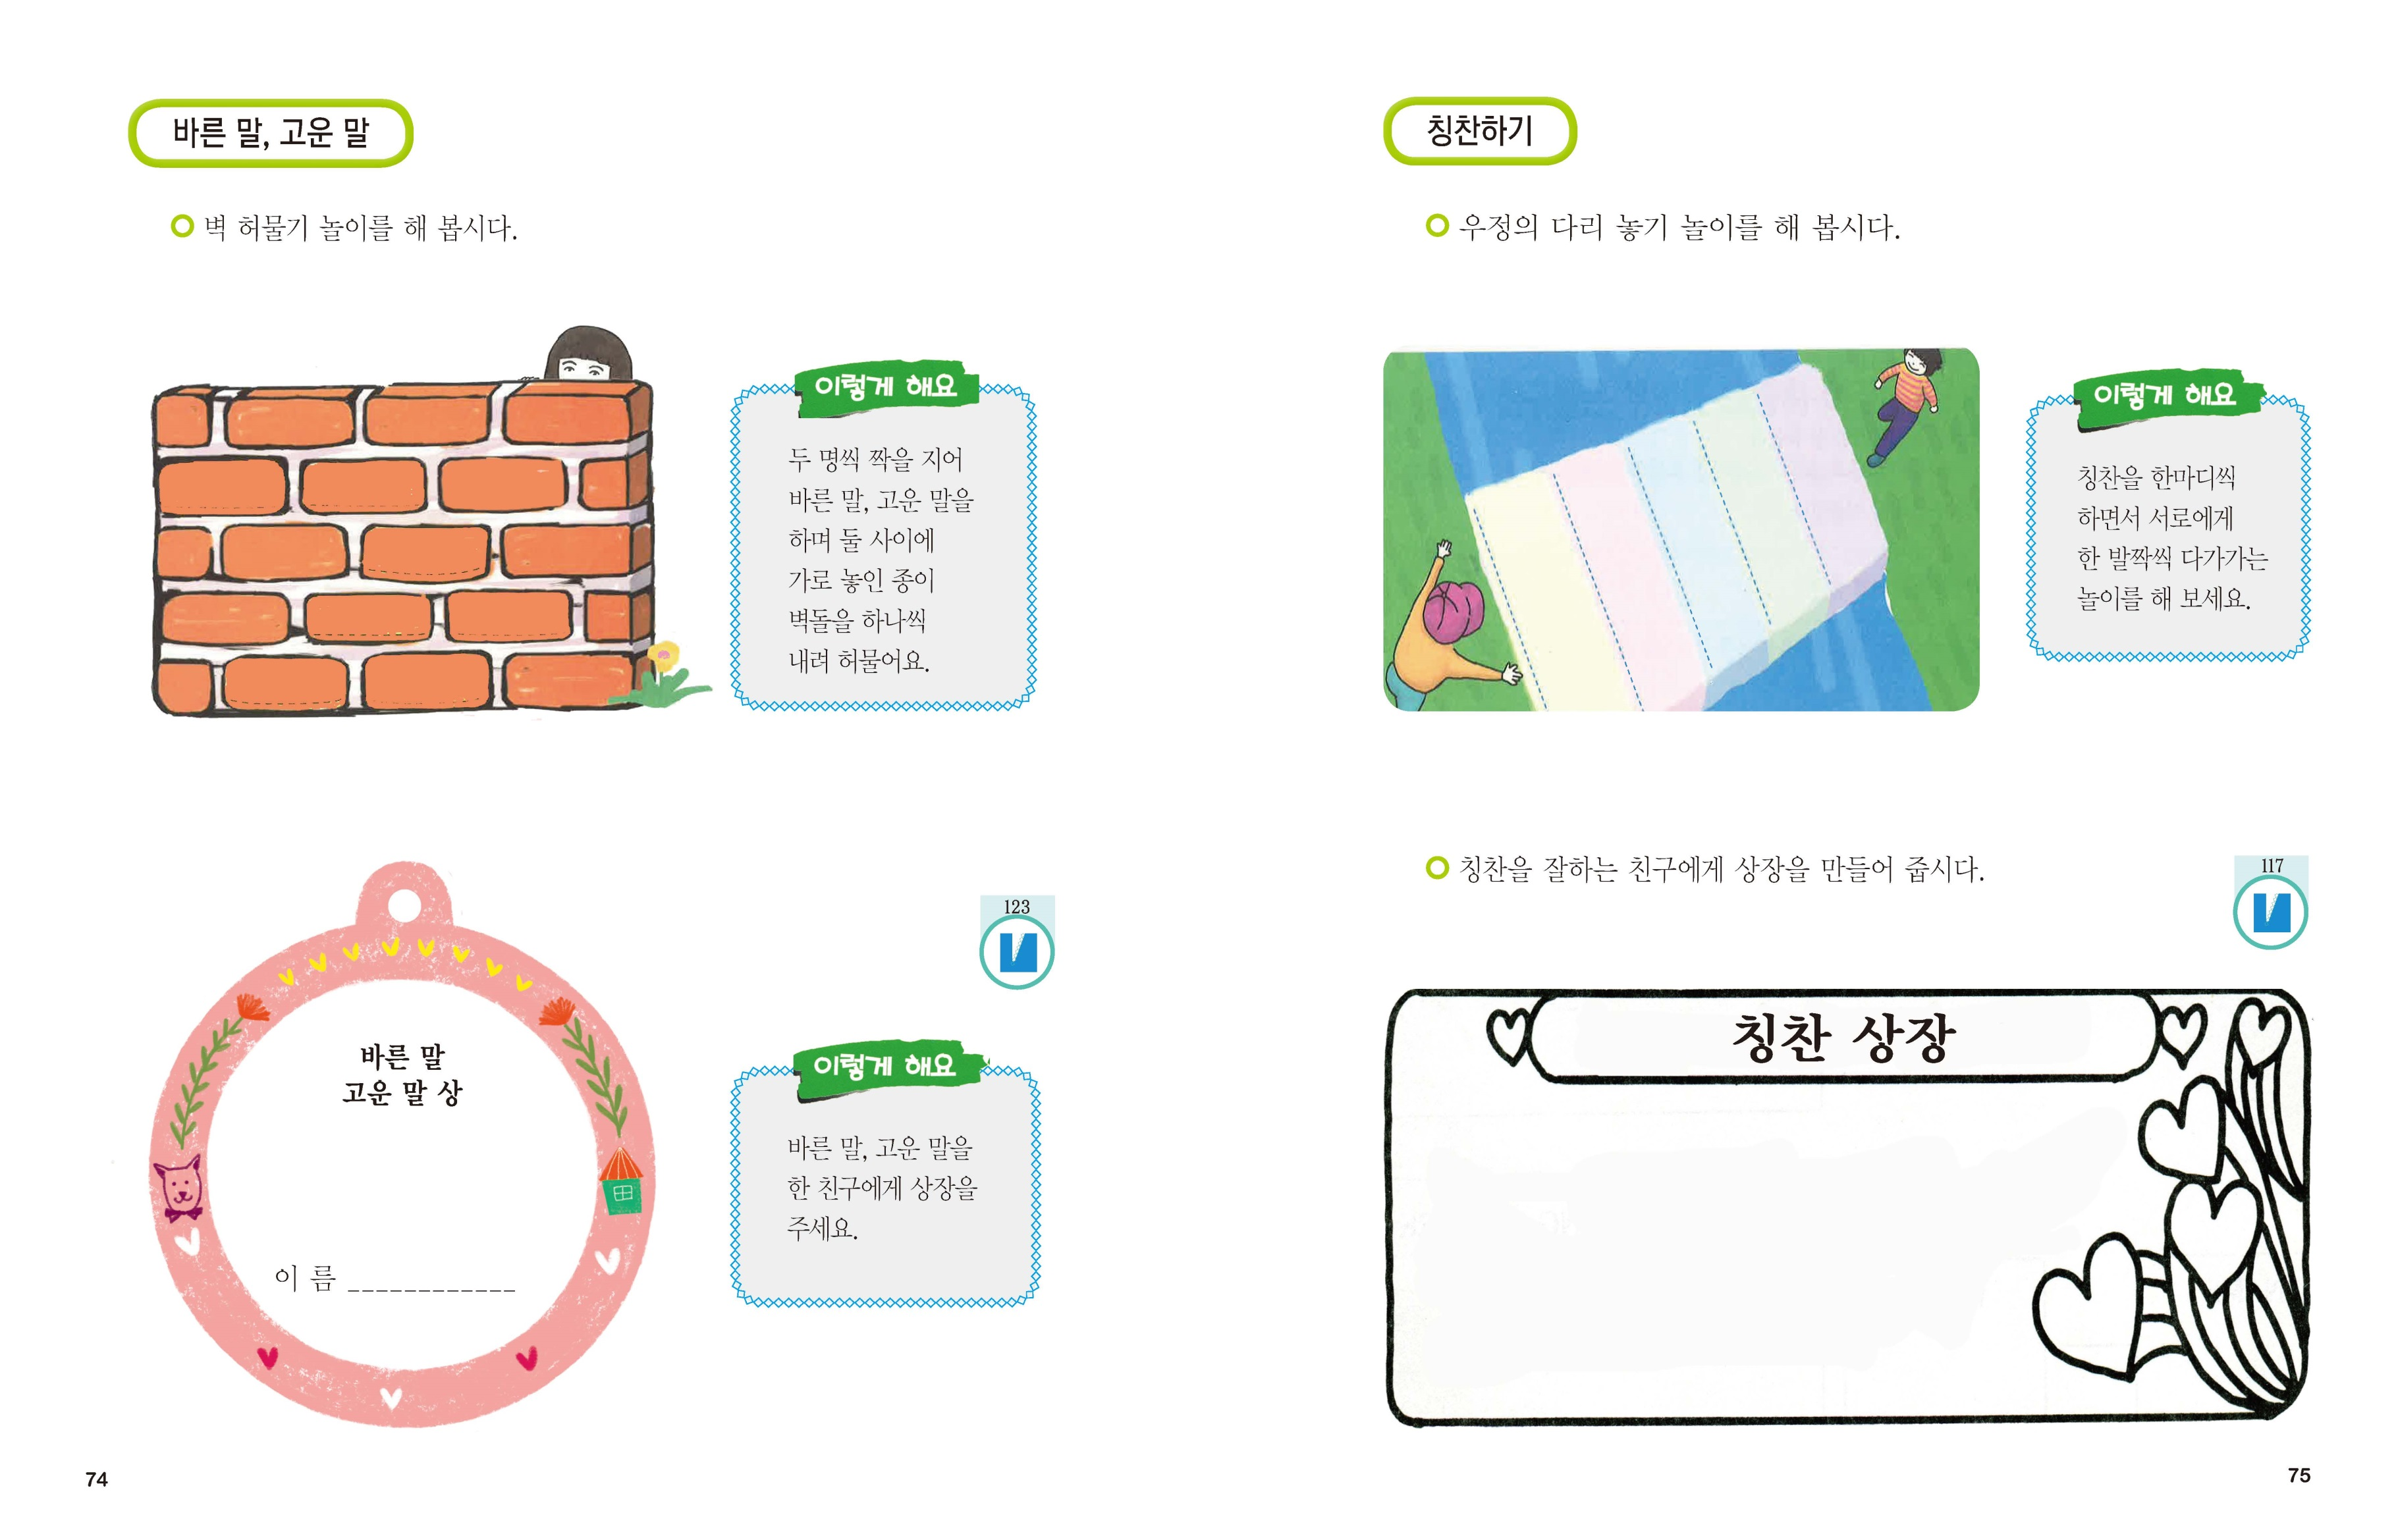 바른 말, 고운 말
벽 허물기 놀이를 해 봅시다.
이렇게 해요
두 명씩 짝을 지어
바른 말, 고운 말을
하며 둘 사이에
가로 놓인 종이
벽돌을 하나씩
내려 허물어요.
123
바른 말
고운 말 상
이 름 ____________
이렇게 해요
바른 말, 고운 말을
한 친구에게 상장을
주세요.
74
칭찬하기
우정의 다리 놓기 놀이를 해 봅시다.
이렇게 해요
칭찬을 한마디씩
하면서 서로에게
한 발짝씩 다가가는
놀이를 해 보세요.
칭찬을 잘하는 친구에게 상장을 만들어 줍시다.
117
칭찬 상장
75